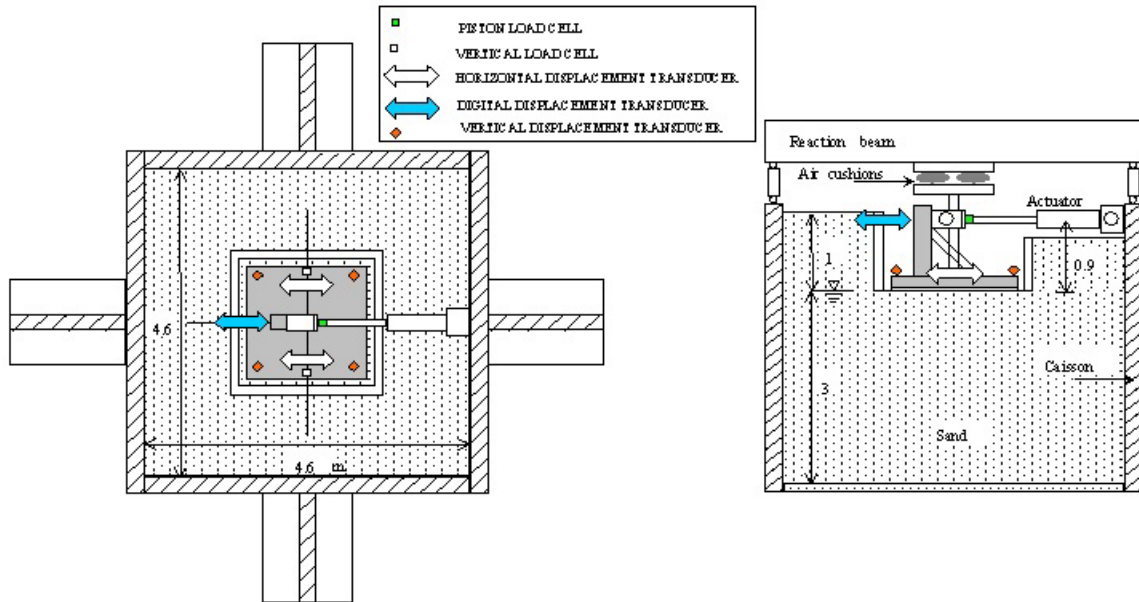 PISTON LOAD CELL
VERTICAL LOAD CELL
HORIZONTAL DISPLACEMENT TRANSDUCER
DIGITAL DISPLACEMENT TRANSDUCER
VERTICAL DISPLACEMENT TRANSDUCER
4.6
4.6 m
Reaction beam
Air cushions
Actuator
1
0.9
Caisson
3
Sand